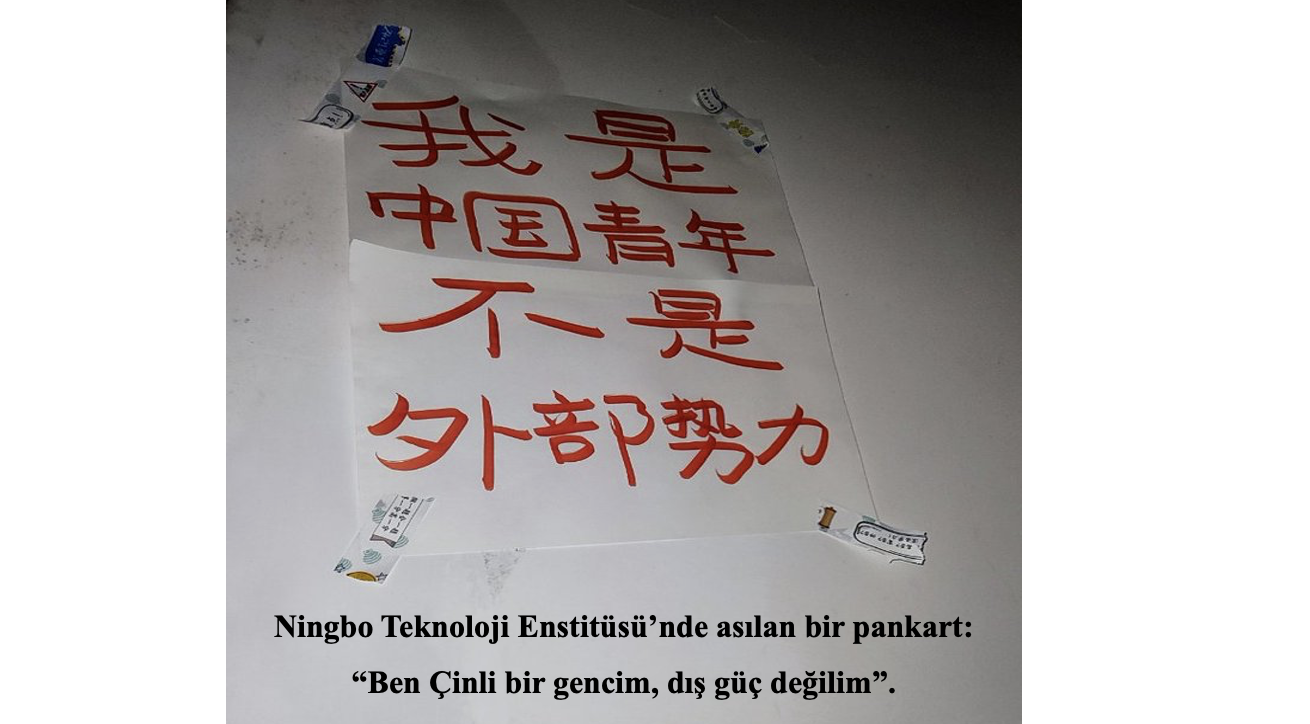 我是
中国青年
不是
外部势力
Ningbo Teknoloji Enstitüsü’nde asılan bir pankart:
“Ben Çinli bir gencim, dış güç değilim”.